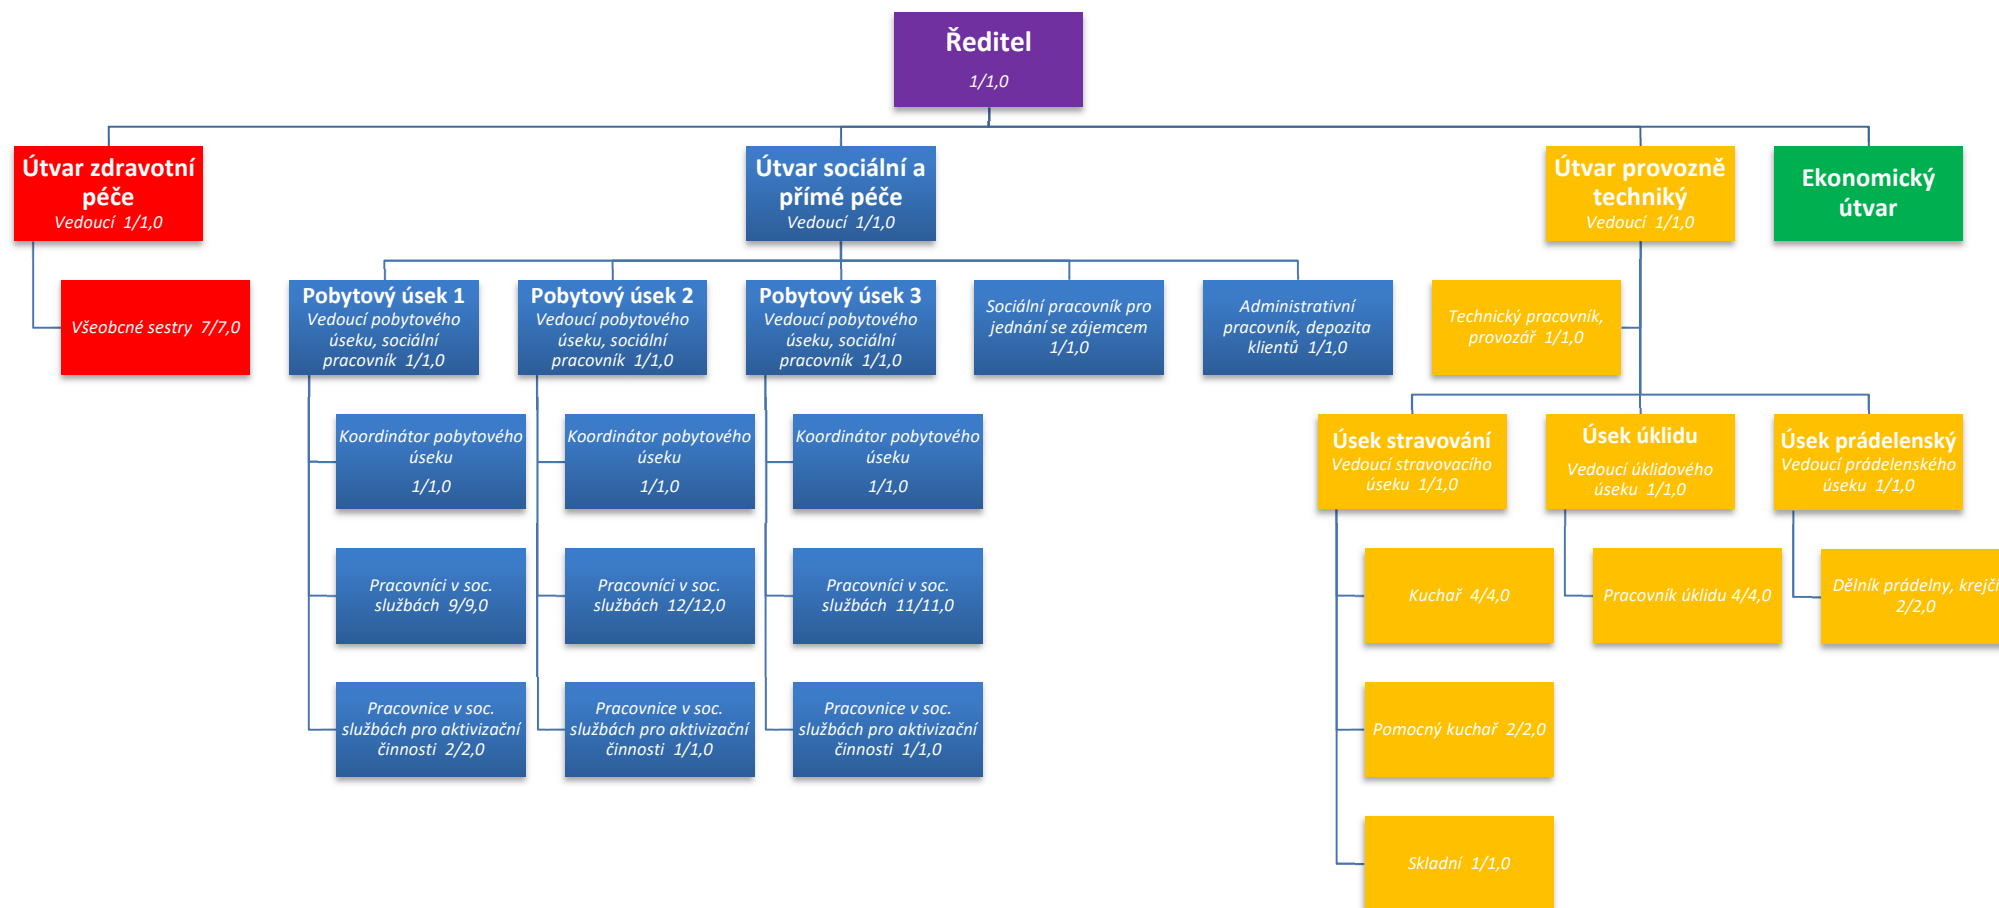 Ředitel
1/1,0
Útvar zdravotní
péče
Vedoucí 1/1,0
Útvar sociální a
přímé péče
Vedoucí 1/1,0
Útvar provozně
techniký
Vedoucí 1/1,0
Ekonomický
útvar
Všeobcné sestry 7/7,0
Pobytový úsek 1
Vedoucí pobytového
úseku, sociální
pracovník 1/1,0
Pobytový úsek 2
Vedoucí pobytového
úseku, sociální
pracovník 1/1,0
Pobytový úsek 3
Vedoucí pobytového
úseku, sociální
pracovník 1/1,0
Sociální pracovník pro
jednání se zájemcem
1/1,0
Administrativní
pracovník, depozita
klientů 1/1,0
Technický pracovník,
provozář 1/1,0
Koordinátor pobytového
úseku
1/1,0
Koordinátor pobytového
úseku
1/1,0
Koordinátor pobytového
úseku
1/1,0
Úsek stravování
Vedoucí stravovacího
úseku 1/1,0
Úsek úklidu
Vedoucí úklidového
úseku 1/1,0
Úsek prádelenský
Vedoucí prádelenského
úseku 1/1,0
Pracovníci v soc.
službách 9/9,0
Pracovníci v soc.
službách 12/12,0
Pracovníci v soc.
službách 11/11,0
Kuchař 4/4,0
Pracovník úklidu 4/4,0
Dělník prádelny, krejčí
2/2,0
Pracovnice v soc.
službách pro aktivizační
činnosti 2/2,0
Pracovnice v soc.
službách pro aktivizační
činnosti 1/1,0
Pracovnice v soc.
službách pro aktivizační
činnosti 1/1,0
Pomocný kuchař 2/2,0
Skladní 1/1,0